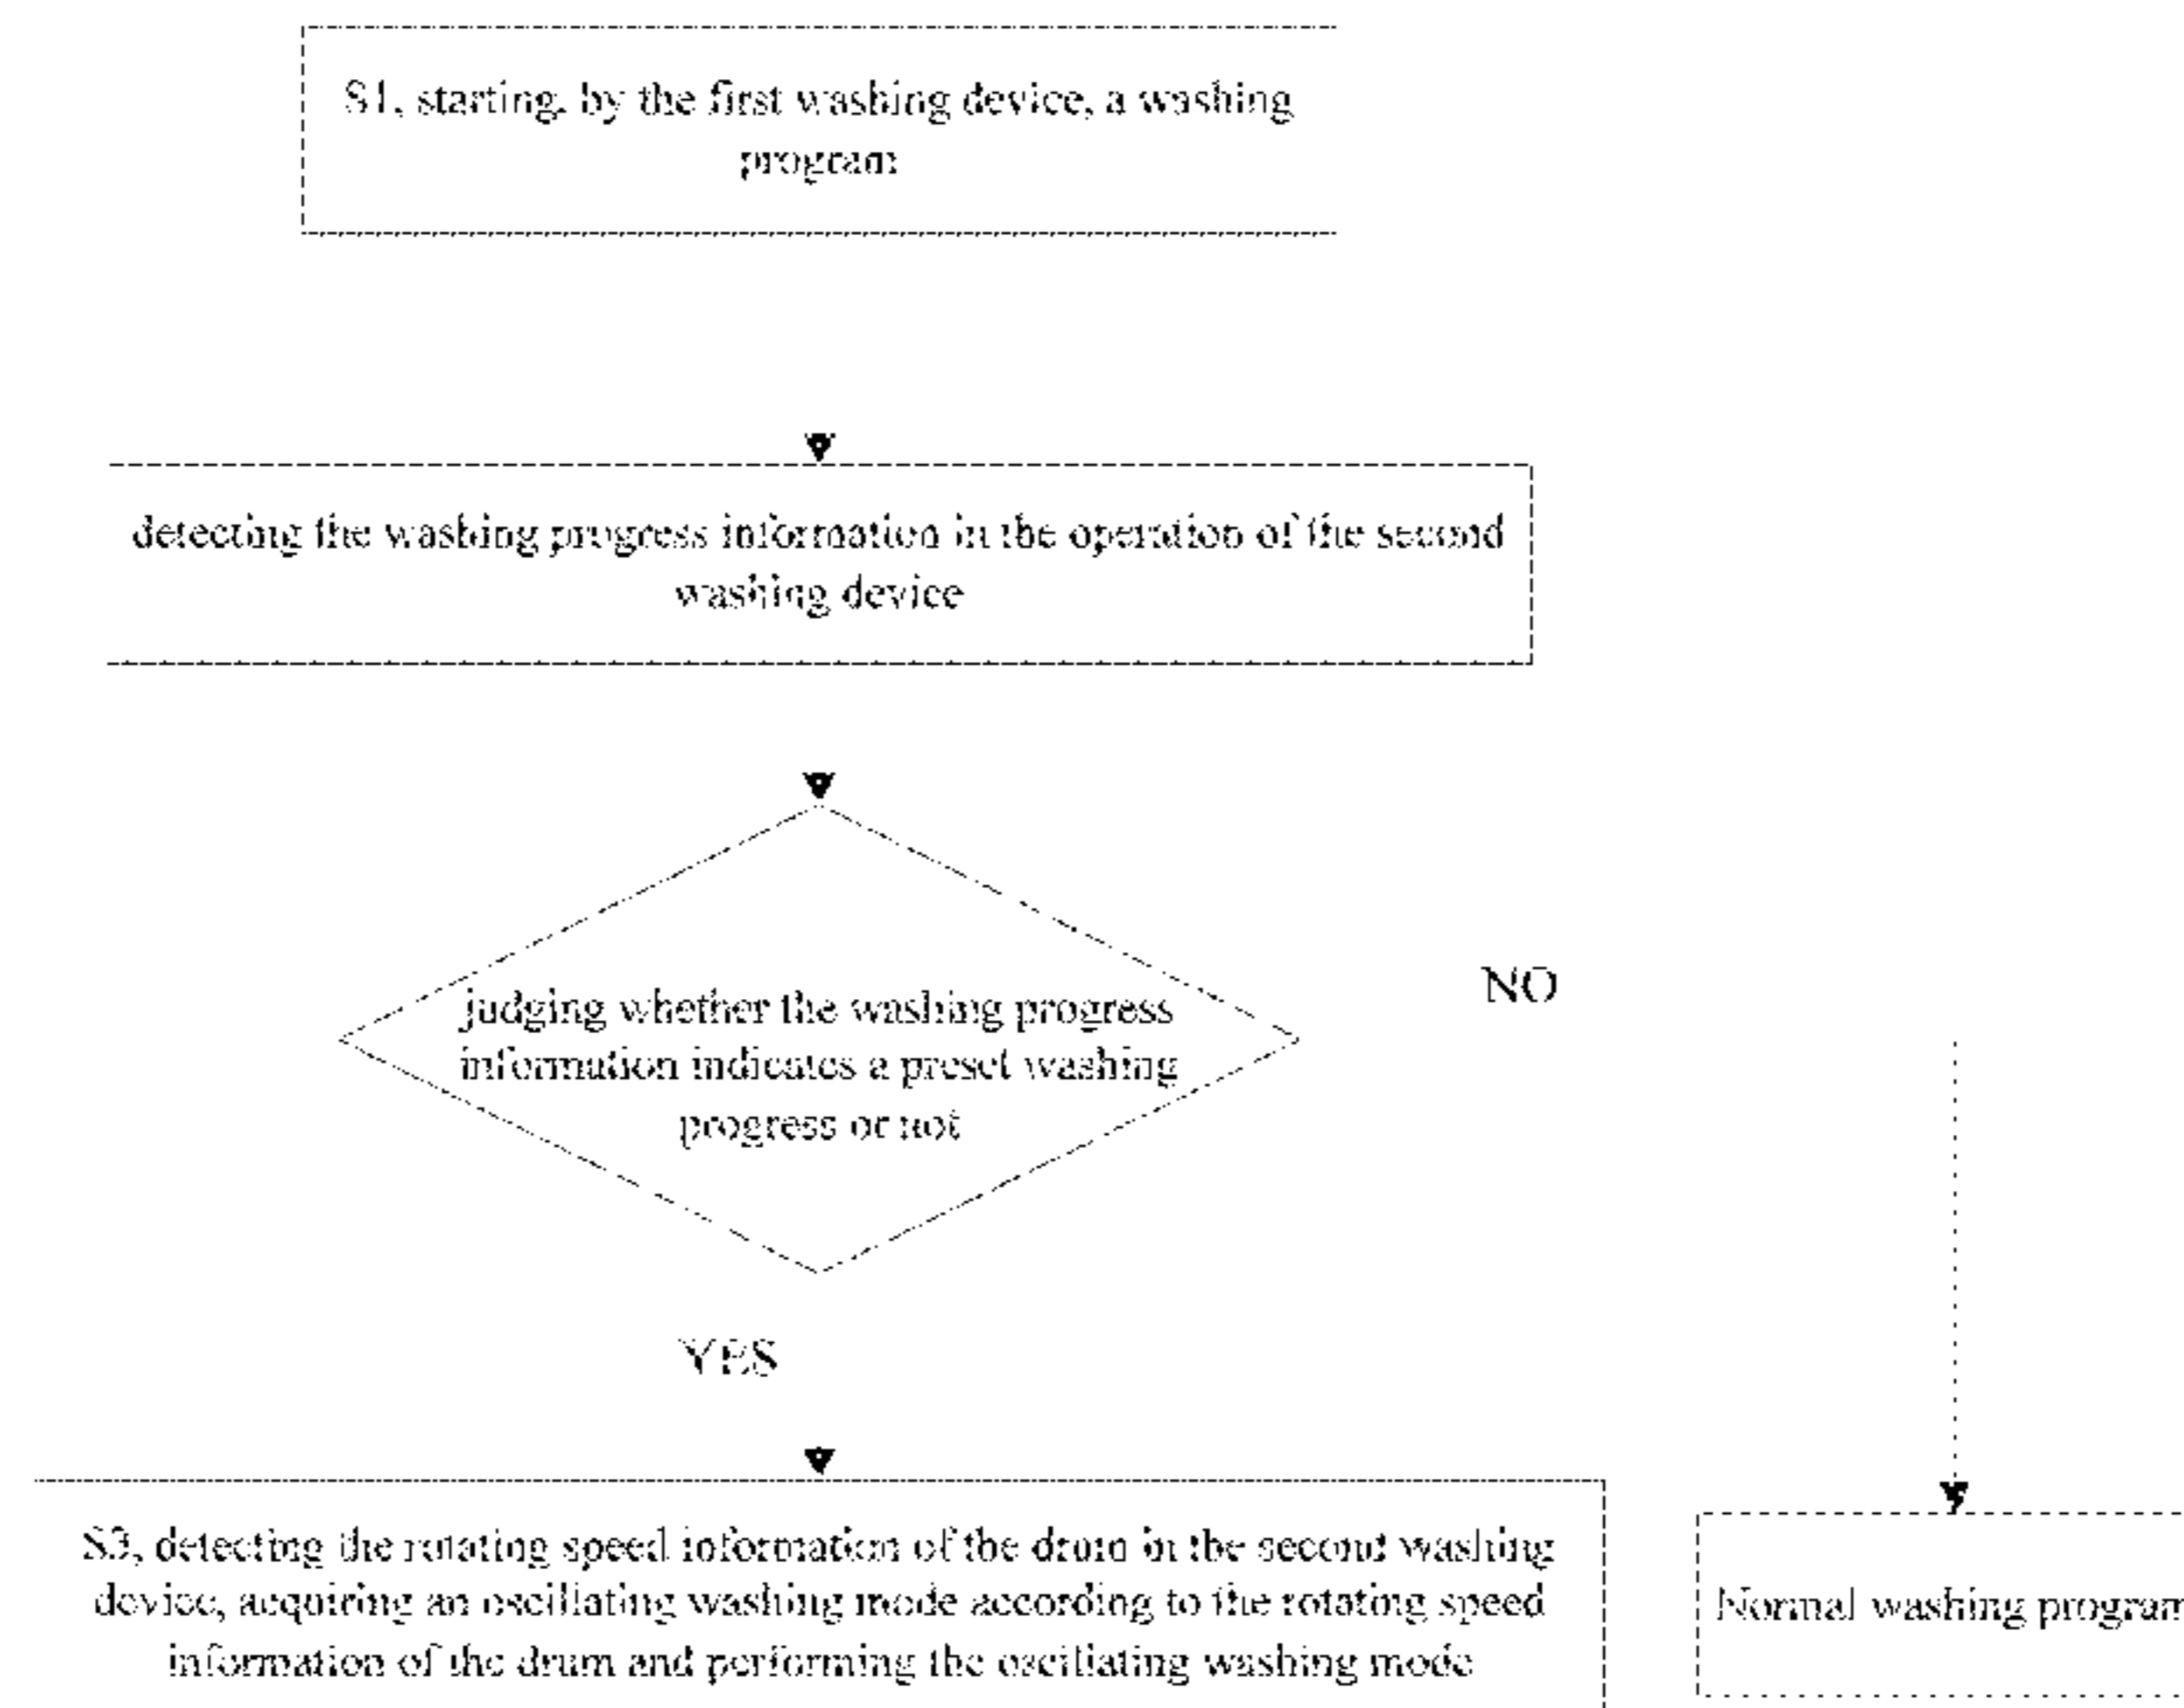 S1, starting, by the first washing device, a washing
program
detecting the washing progress information in the operation of the second
washing device
judging whether the washing progress
information indicates a preset washing
progress or not
NO
YES
S3, detecting the rotating speed information of the drum in the second washing
device, acquiring an oscillating washing mode according to the rotating speed
information of the drum and performing the oscillating washing mode
Normal washing program